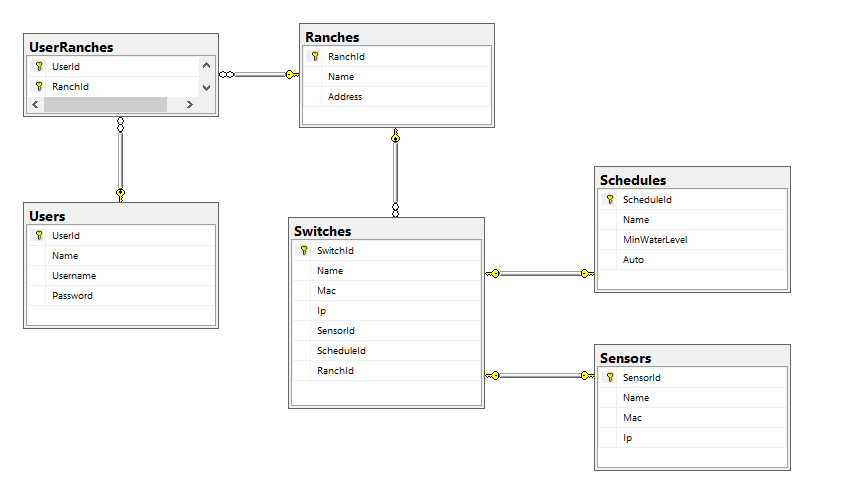 UserRanches
UserId
RanchId
Ranches
RanchId
Name
Address
Users
UserId
Name
Username
Password
Switches
SwitchId
Name
Mac
Ip
SensorId
ScheduleId
RanchId
Schedules
ScheduleId
Name
MinWaterLevel
Auto
Sensors
SensorId
Name
Mac
Ip